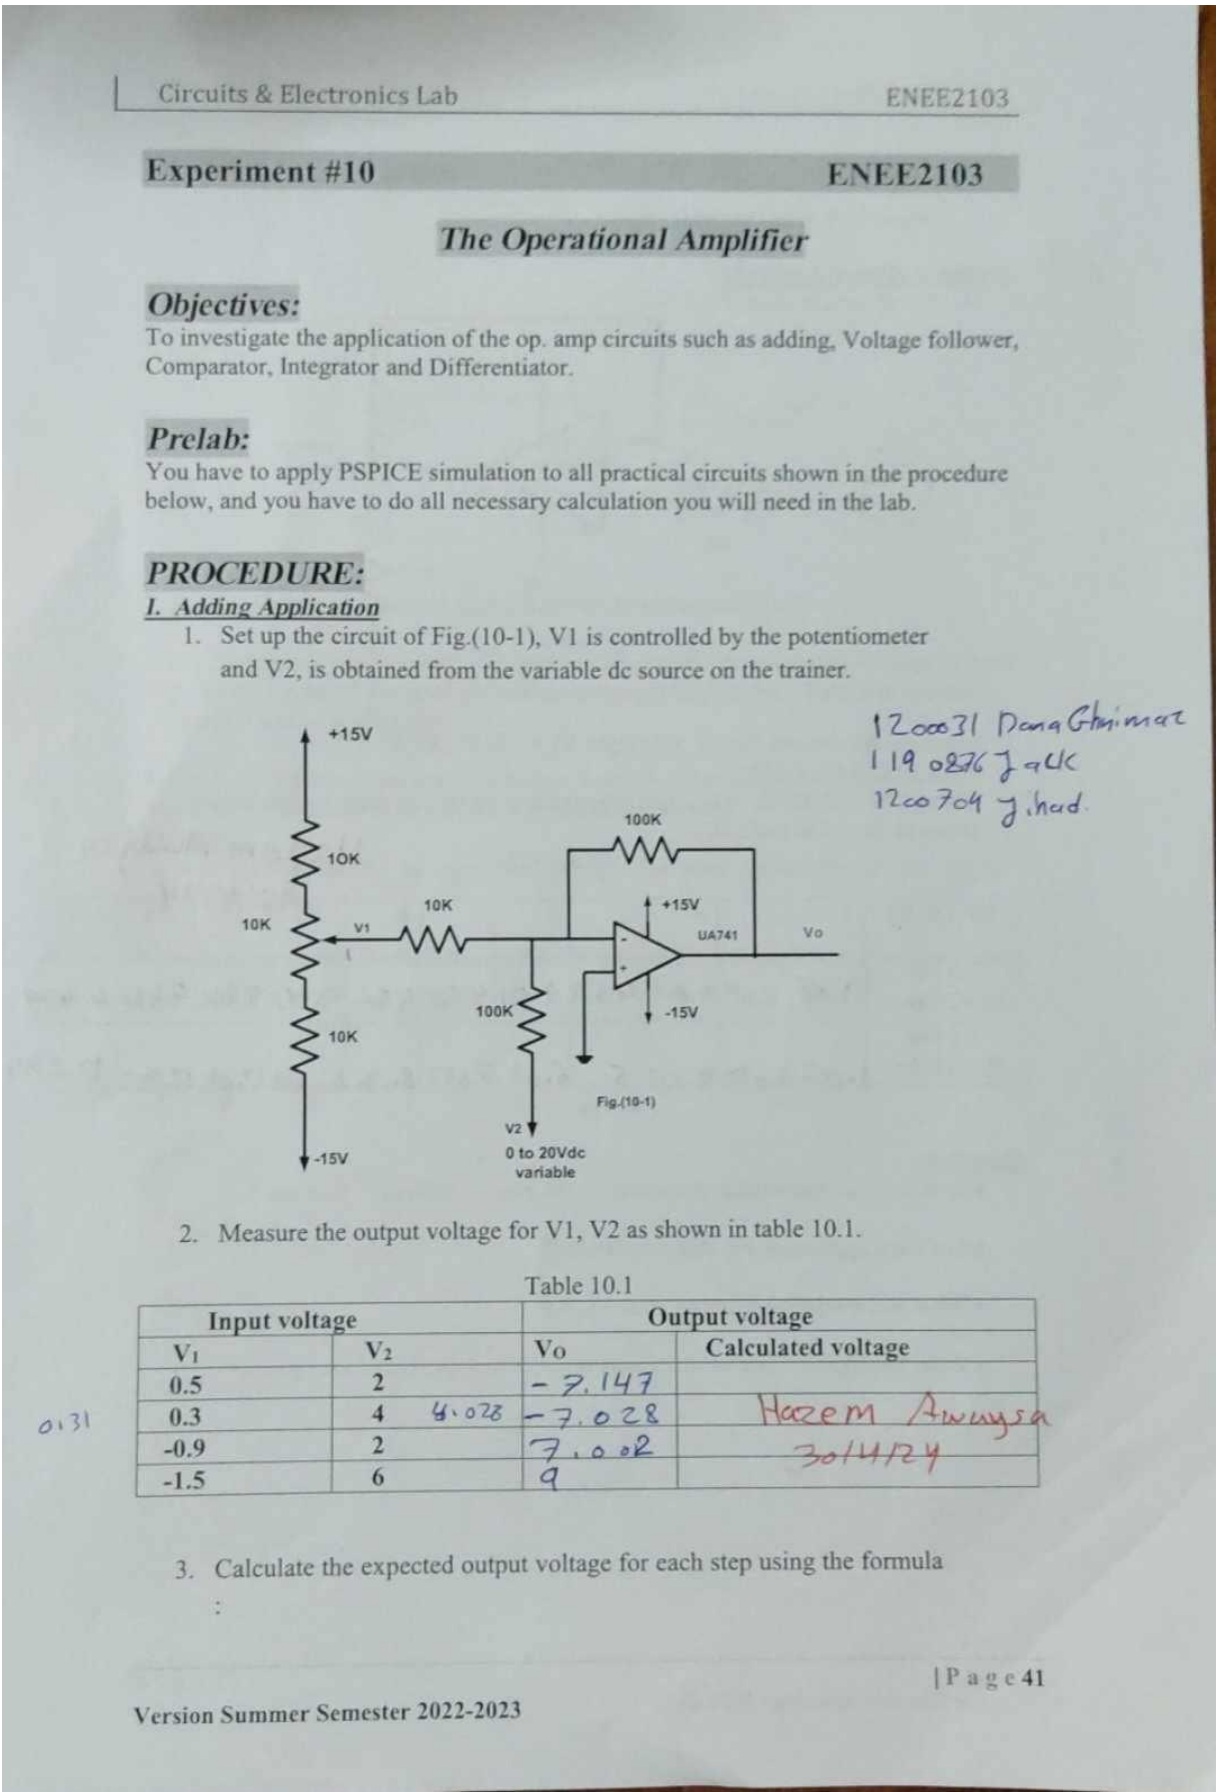 Circuits & Electronics Lab ENEE2103
Experiment #10 ENEE2103
The Operational Amplifier
Objectives:
To investigate the application of the op. amp circuits such as adding, Voltage follower,
Comparator, Integrator and Differentiator.
Prelab:
You have to apply PSPICE simulation to all practical circuits shown in the procedure
below, and you have to do all necessary calculation you will need in the lab.
PROCEDURE:
I. Adding Application
1. Set up the circuit of Fig.(10-1), V1 is controlled by the potentiometer
and V2, is obtained from the variable dc source on the trainer.
1200031 Dana
1190876 Jack
1200704 Jihad.
+15V
100K
10K
10K
+15V
10K
V1
UA741
Vo
-
+
100K
-15V
10K
Fig.(10-1)
V2
0 to 20Vdc
-15V
variable
2. Measure the output voltage for V1, V2 as shown in table 10.1.
Table 10.1
Input voltage Output voltage
V1 V2 Vo Calculated voltage
0.5 2 -7.147
0.31 0.3 4 4.028 -7.028 Hazem Awaysa
-0.9 2 7.002 30/4/24
-1.5 6 9
3. Calculate the expected output voltage for each step using the formula
:
| P a g e 41
Version Summer Semester 2022-2023